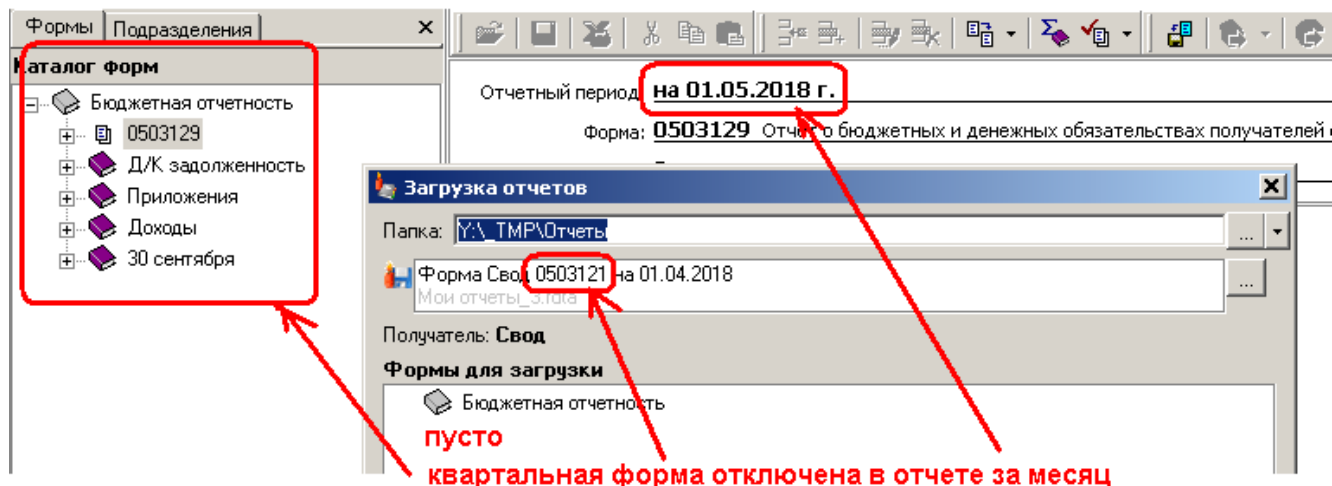 Формы Подразделения
Каталог форм
Бюджетная отчетность
0503129
Д/К задолженность
Приложения
Доходы
30 сентября
Отчетный период: на 01.05.2018 г.
Форма: 0503129 Отчет о бюджетных и денежных обязательствах получателей
Загрузка отчетов
Папка: Y:\_TMP\Отчеты
...
Форма Свод 0503121 на 01.04.2018
Мои отчеты_3.rdta
...
Получатель: Свод
Формы для загрузки
Бюджетная отчетность
пусто
квартальная форма отключена в отчете за месяц